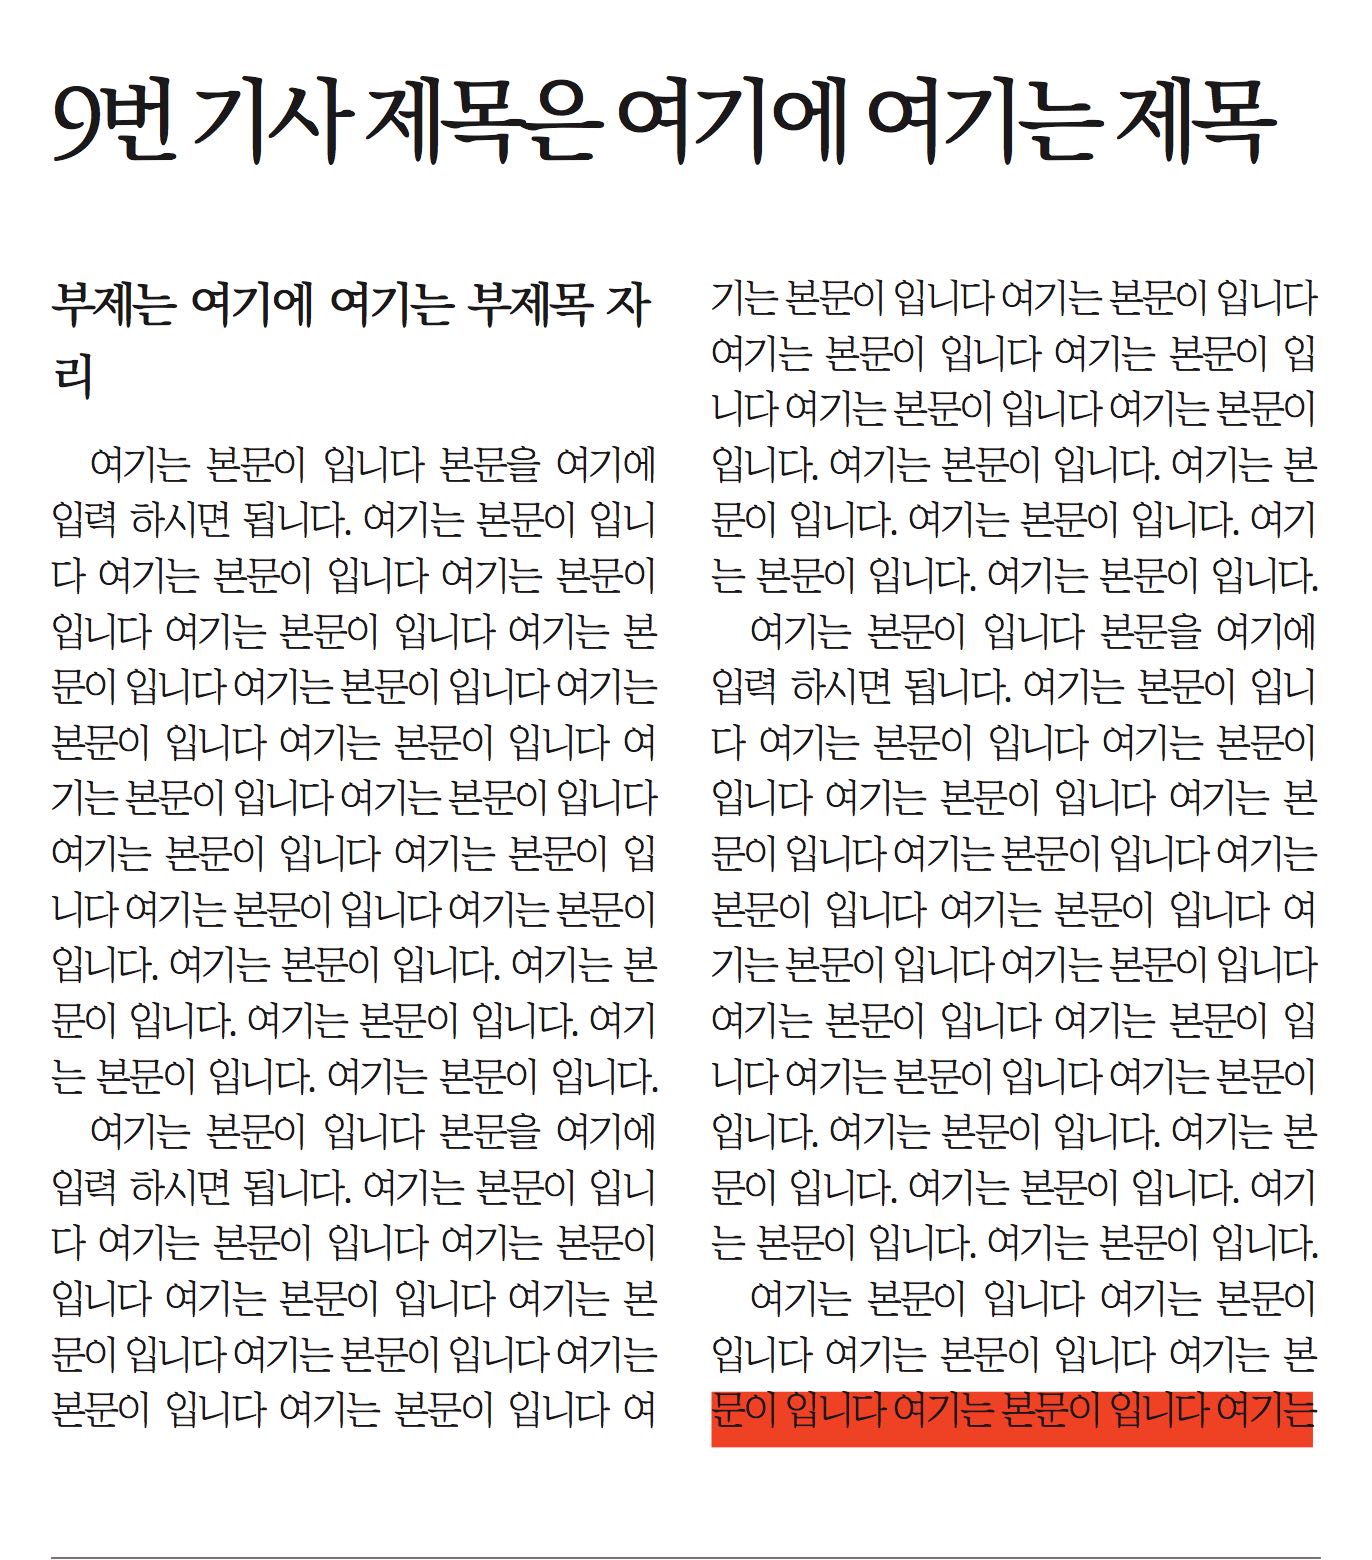 9번 기사 제목은 여기에 여기는 제목
부제는 여기에 여기는 부제목 자
리
여기는 본문이 입니다 본문을 여기에
입력 하시면 됩니다. 여기는 본문이 입니
다 여기는 본문이 입니다 여기는 본문이
입니다 여기는 본문이 입니다 여기는 본
문이 입니다 여기는 본문이 입니다 여기는
본문이 입니다 여기는 본문이 입니다 여
기는 본문이 입니다 여기는 본문이 입니다
여기는 본문이 입니다 여기는 본문이 입
니다 여기는 본문이 입니다 여기는 본문이
입니다. 여기는 본문이 입니다. 여기는 본
문이 입니다. 여기는 본문이 입니다. 여기
는 본문이 입니다. 여기는 본문이 입니다.
여기는 본문이 입니다 본문을 여기에
입력 하시면 됩니다. 여기는 본문이 입니
다 여기는 본문이 입니다 여기는 본문이
입니다 여기는 본문이 입니다 여기는 본
문이 입니다 여기는 본문이 입니다 여기는
본문이 입니다 여기는 본문이 입니다 여
기는 본문이 입니다 여기는 본문이 입니다
여기는 본문이 입니다 여기는 본문이 입
니다 여기는 본문이 입니다 여기는 본문이
입니다. 여기는 본문이 입니다. 여기는 본
문이 입니다. 여기는 본문이 입니다. 여기
는 본문이 입니다. 여기는 본문이 입니다.
여기는 본문이 입니다 본문을 여기에
입력 하시면 됩니다. 여기는 본문이 입니
다 여기는 본문이 입니다 여기는 본문이
입니다 여기는 본문이 입니다 여기는 본
문이 입니다 여기는 본문이 입니다 여기는
본문이 입니다 여기는 본문이 입니다 여
기는 본문이 입니다 여기는 본문이 입니다
여기는 본문이 입니다 여기는 본문이 입
니다 여기는 본문이 입니다 여기는 본문이
입니다. 여기는 본문이 입니다. 여기는 본
문이 입니다. 여기는 본문이 입니다. 여기
는 본문이 입니다. 여기는 본문이 입니다.
여기는 본문이 입니다 여기는 본문이
입니다 여기는 본문이 입니다 여기는 본
문이 입니다 여기는 본문이 입니다 여기는